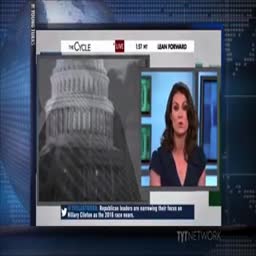 THE CYCLE
LIVE
1:57 MT
LEAN FORWARD
Republican leaders are narrowing their focus on
Hillary Clinton as the 2016 race nears.
TYT NETWORK